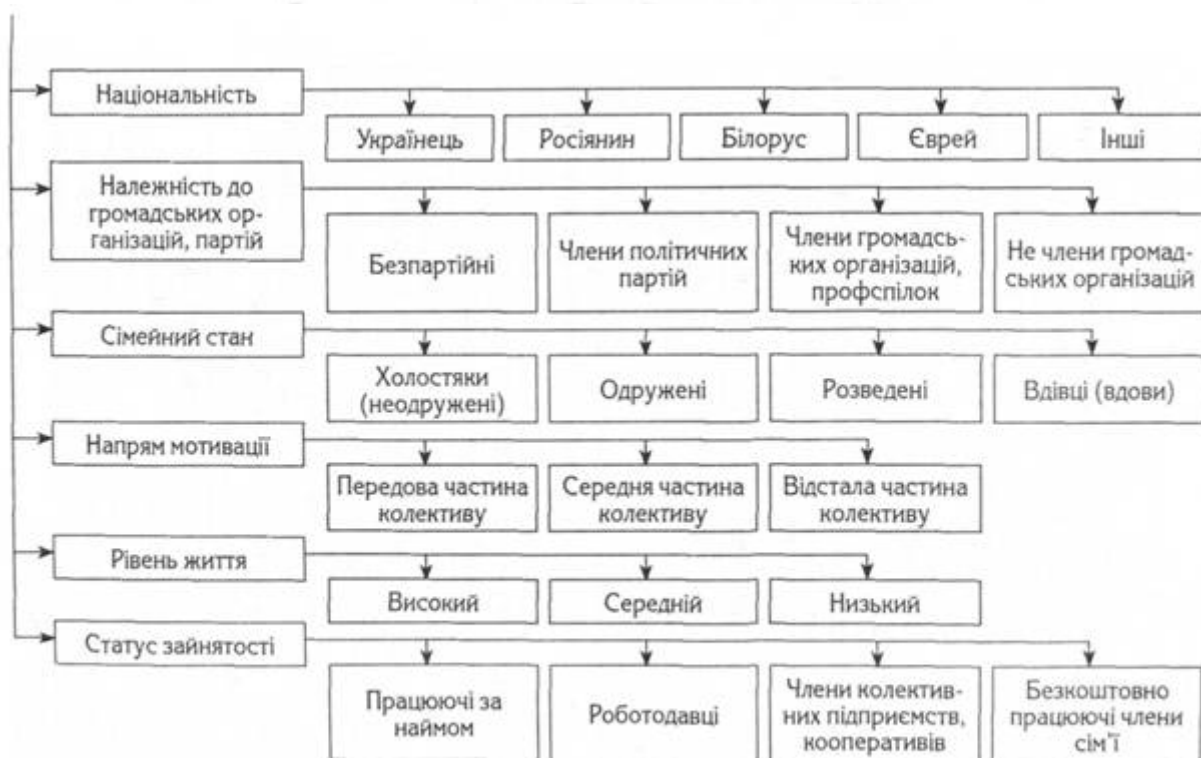 Національність
Українець
Росіянин
Білорус
Єврей
Інші
Належність до
громадських ор-
ганізацій, партій
Безпартійні
Члени політичних
партій
Члени громадсь-
ких організацій,
профспілок
Не члени громад-
ських організацій
Сімейний стан
Холостяки
(неодружені)
Одружені
Розведені
Вдівці (вдови)
Напрям мотивації
Передова частина
колективу
Середня частина
колективу
Відстала частина
колективу
Рівень життя
Високий
Середній
Низький
Статус зайнятості
Працюючі за
наймом
Роботодавці
Члени колектив-
них підприємств,
кооперативів
Безкоштовно
працюючі члени
сім'ї